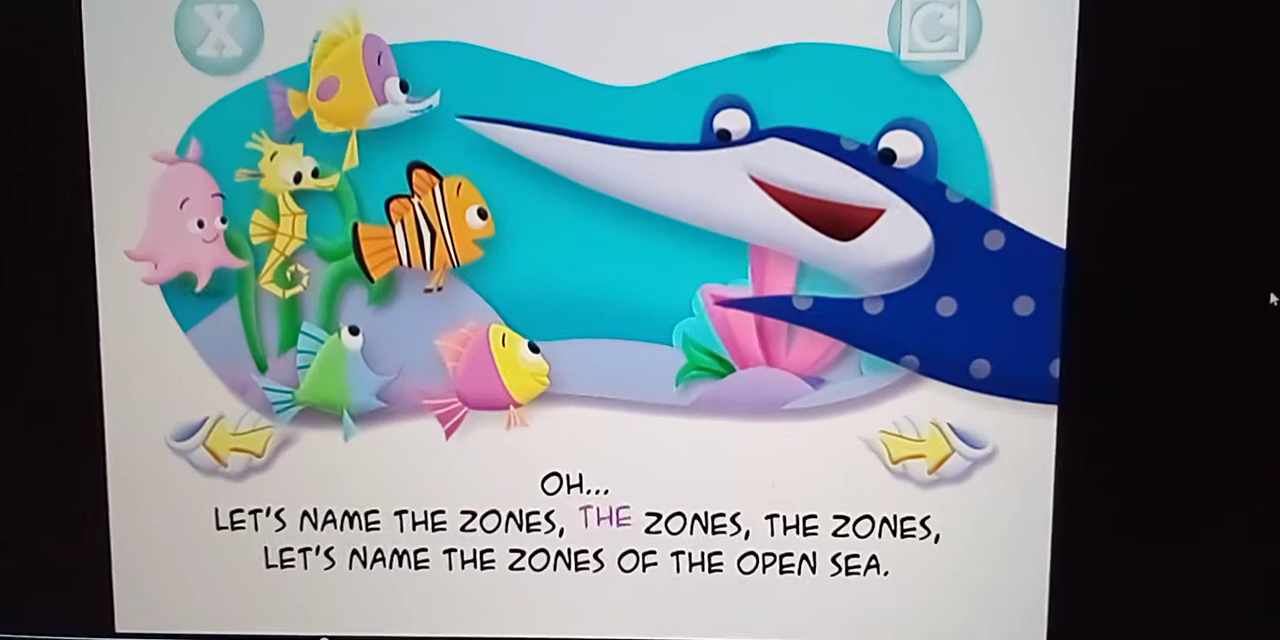 X
C
OH...
LET'S NAME THE ZONES, THE ZONES, THE ZONES,
LET'S NAME THE ZONES OF THE OPEN SEA.